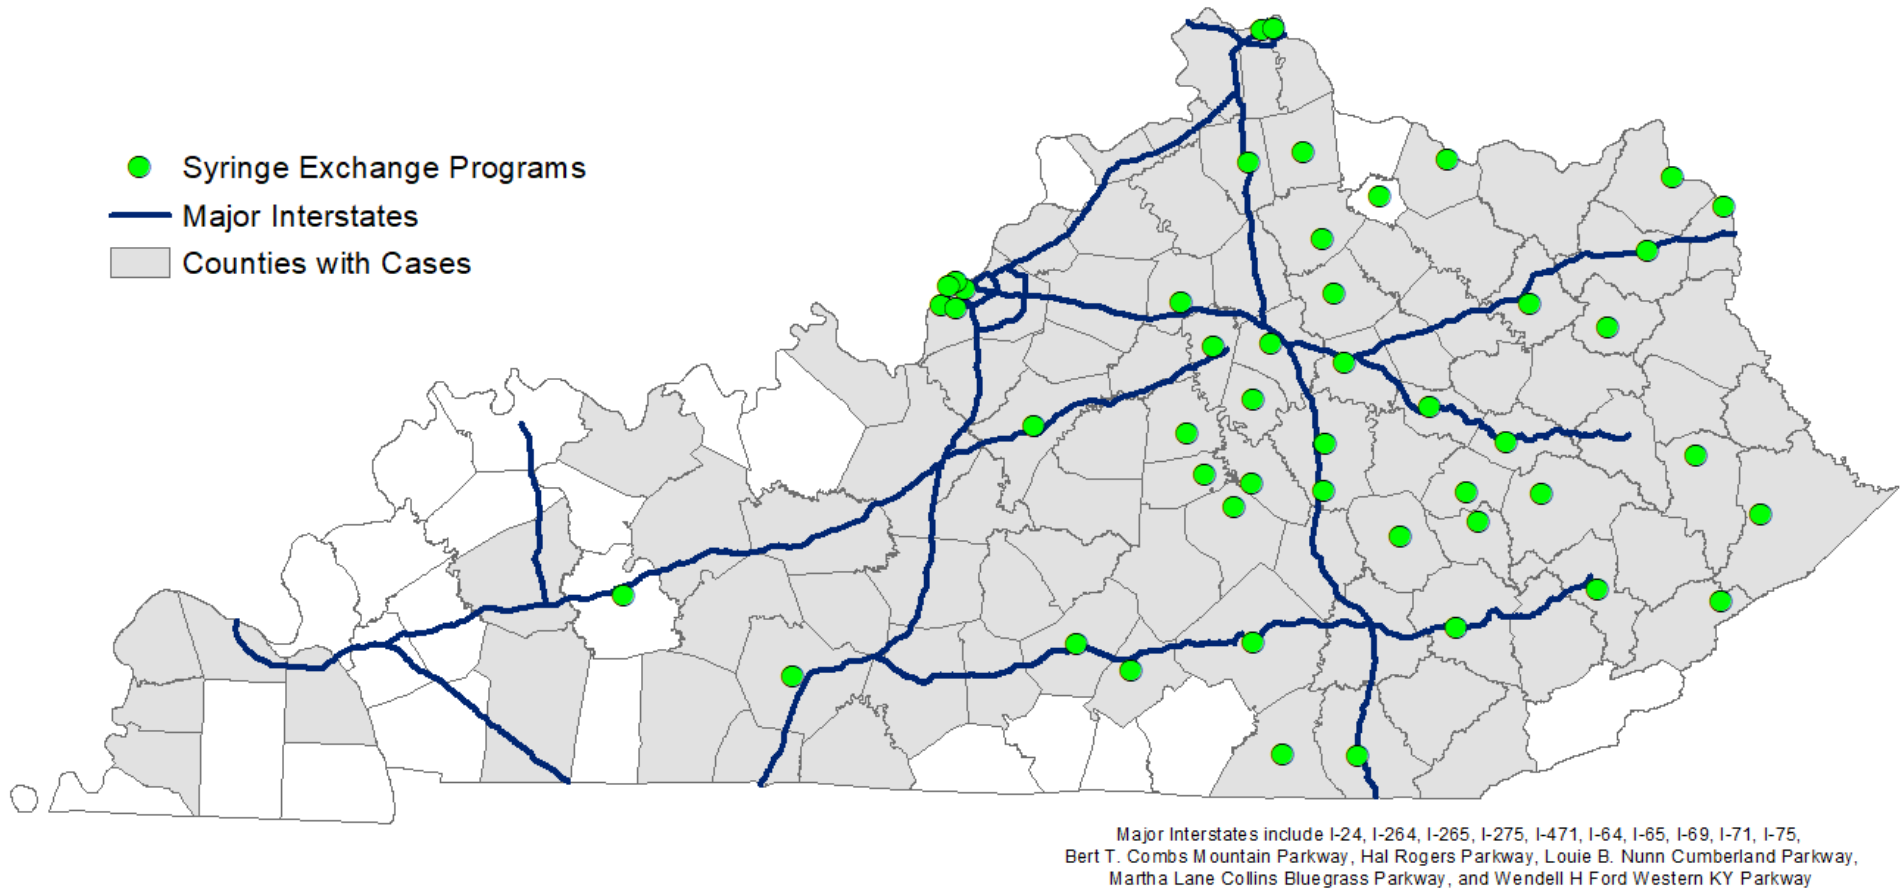 Syringe Exchange Programs
Major Interstates
Counties with Cases
Major Interstates include I-24, I-264, I-265, I-275, I-471, I-64, I-65, I-69, I-71, I-75,
Bert T. Combs Mountain Parkway, Hal Rogers Parkway, Louie B. Nunn Cumberland Parkway,
Martha Lane Collins Bluegrass Parkway, and Wendell H Ford Western KY Parkway